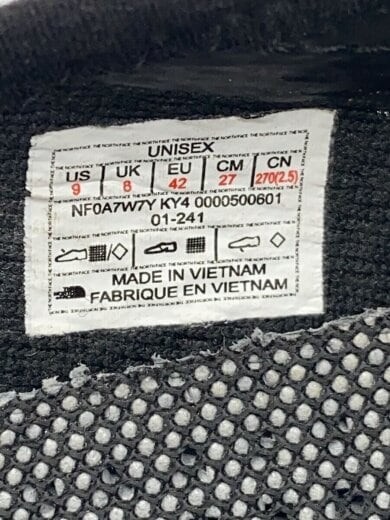 UNISEX
US UK EU CM CN
9 8 42 27 270(2.5)
NF0A7W7Y KY4 0000500601
01-241
MADE IN VIETNAM
FABRIQUE EN VIETNAM